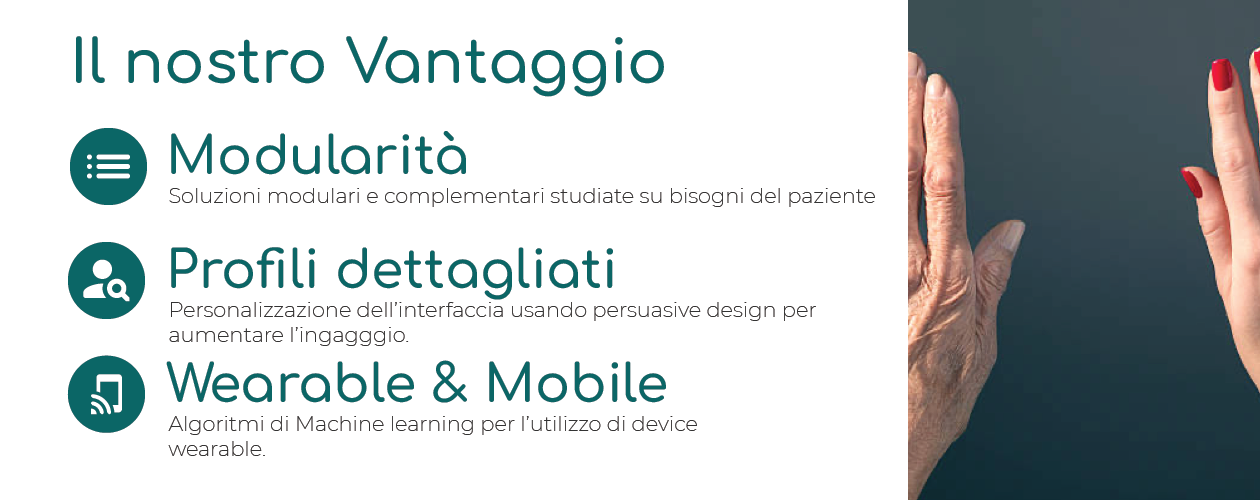 Il nostro Vantaggio
Modularità
Soluzioni modulari e complementari studiate su bisogni del paziente
Profili dettagliati
Personalizzazione dell’interfaccia usando persuasive design per
aumentare l’ingagggio.
Wearable & Mobile
Algoritmi di Machine learning per l’utilizzo di device
wearable.